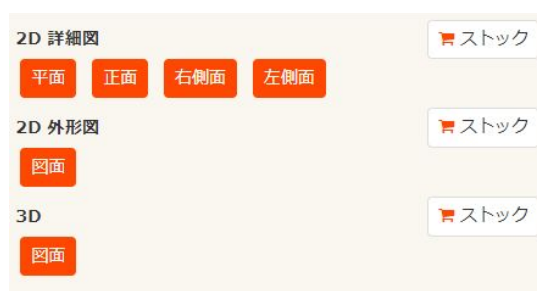 2D 詳細図 ストック
平面 正面 右側面 左側面
2D 外形図 ストック
図面
3D ストック
図面